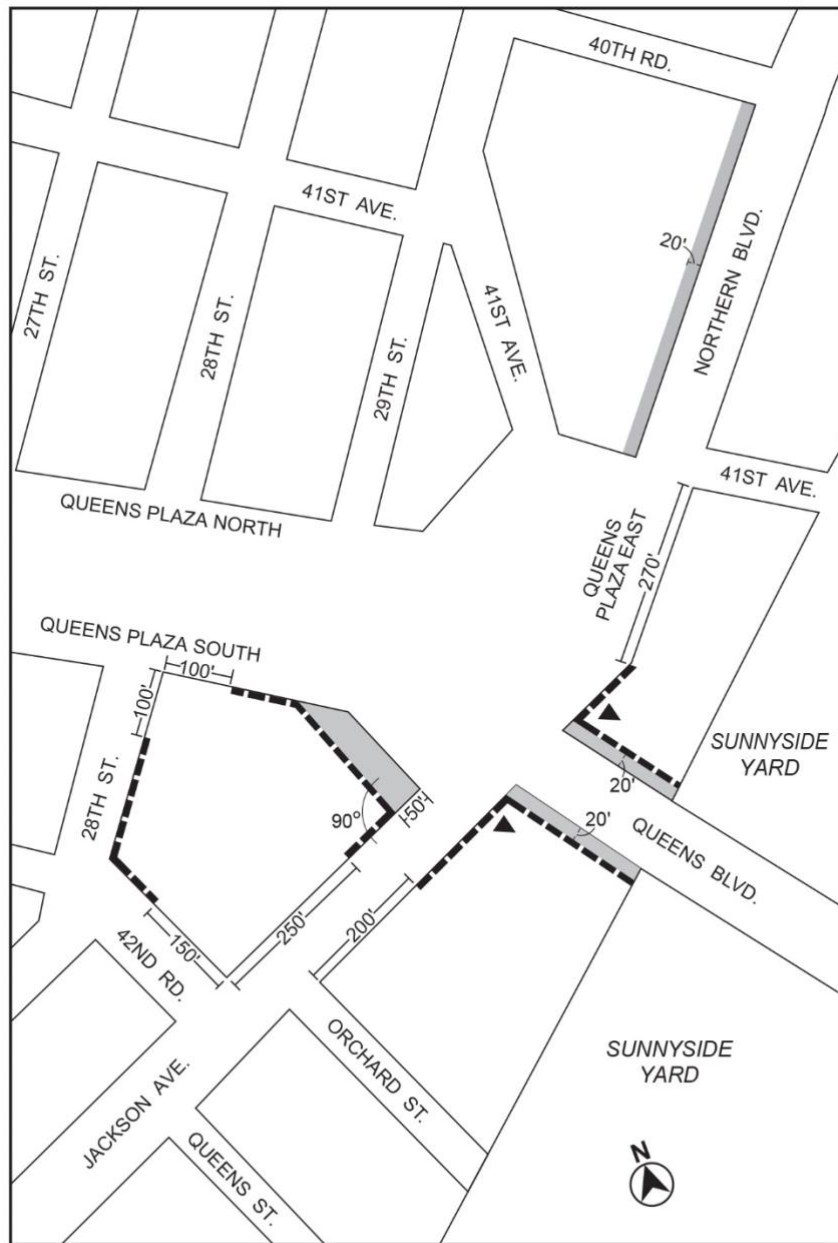 40TH RD.
41ST AVE.
27TH ST.
28TH ST.
29TH ST.
41ST AVE.
20'
NORTHERN BLVD.
QUEENS PLAZA NORTH
41ST AVE.
QUEENS
PLAZA EAST
270'
QUEENS PLAZA SOUTH
100'
100'
28TH ST.
SUNNYSIDE
YARD
20'
90°
50'
20'
QUEENS BLVD.
150'
250'
200'
42ND RD.
ORCHARD ST.
JACKSON AVE.
QUEENS ST.
SUNNYSIDE
YARD
N